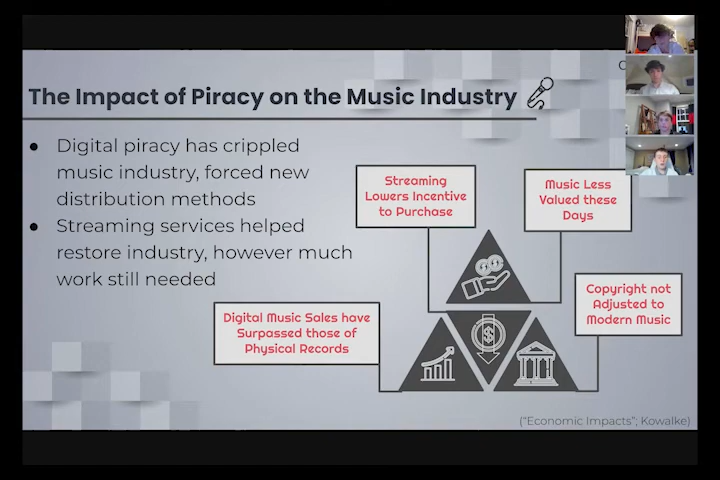 The Impact of Piracy on the Music Industry
● Digital piracy has crippled
music industry, forced new
distribution methods
● Streaming services helped
restore industry, however much
work still needed
Streaming
Lowers Incentive
to Purchase
Music Less
Valued these
Days
Copyright not
Adjusted to
Modern Music
Digital Music Sales have
Surpassed those of
Physical Records
("Economic Impacts"; Kowalke)